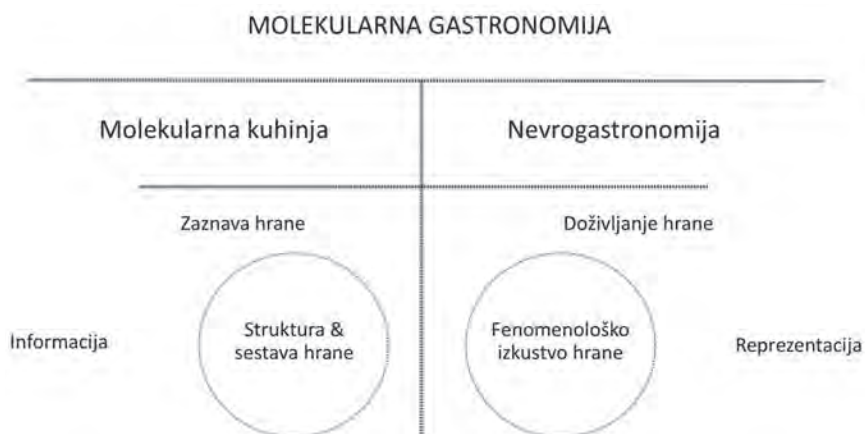 MOLEKULARNA GASTRONOMIJA
Molekularna kuhinja
Nevrogastronomija
Zaznava hrane
Doživljanje hrane
Informacija
Struktura &
sestava hrane
Fenomenološko
izkustvo hrane
Reprezentacija